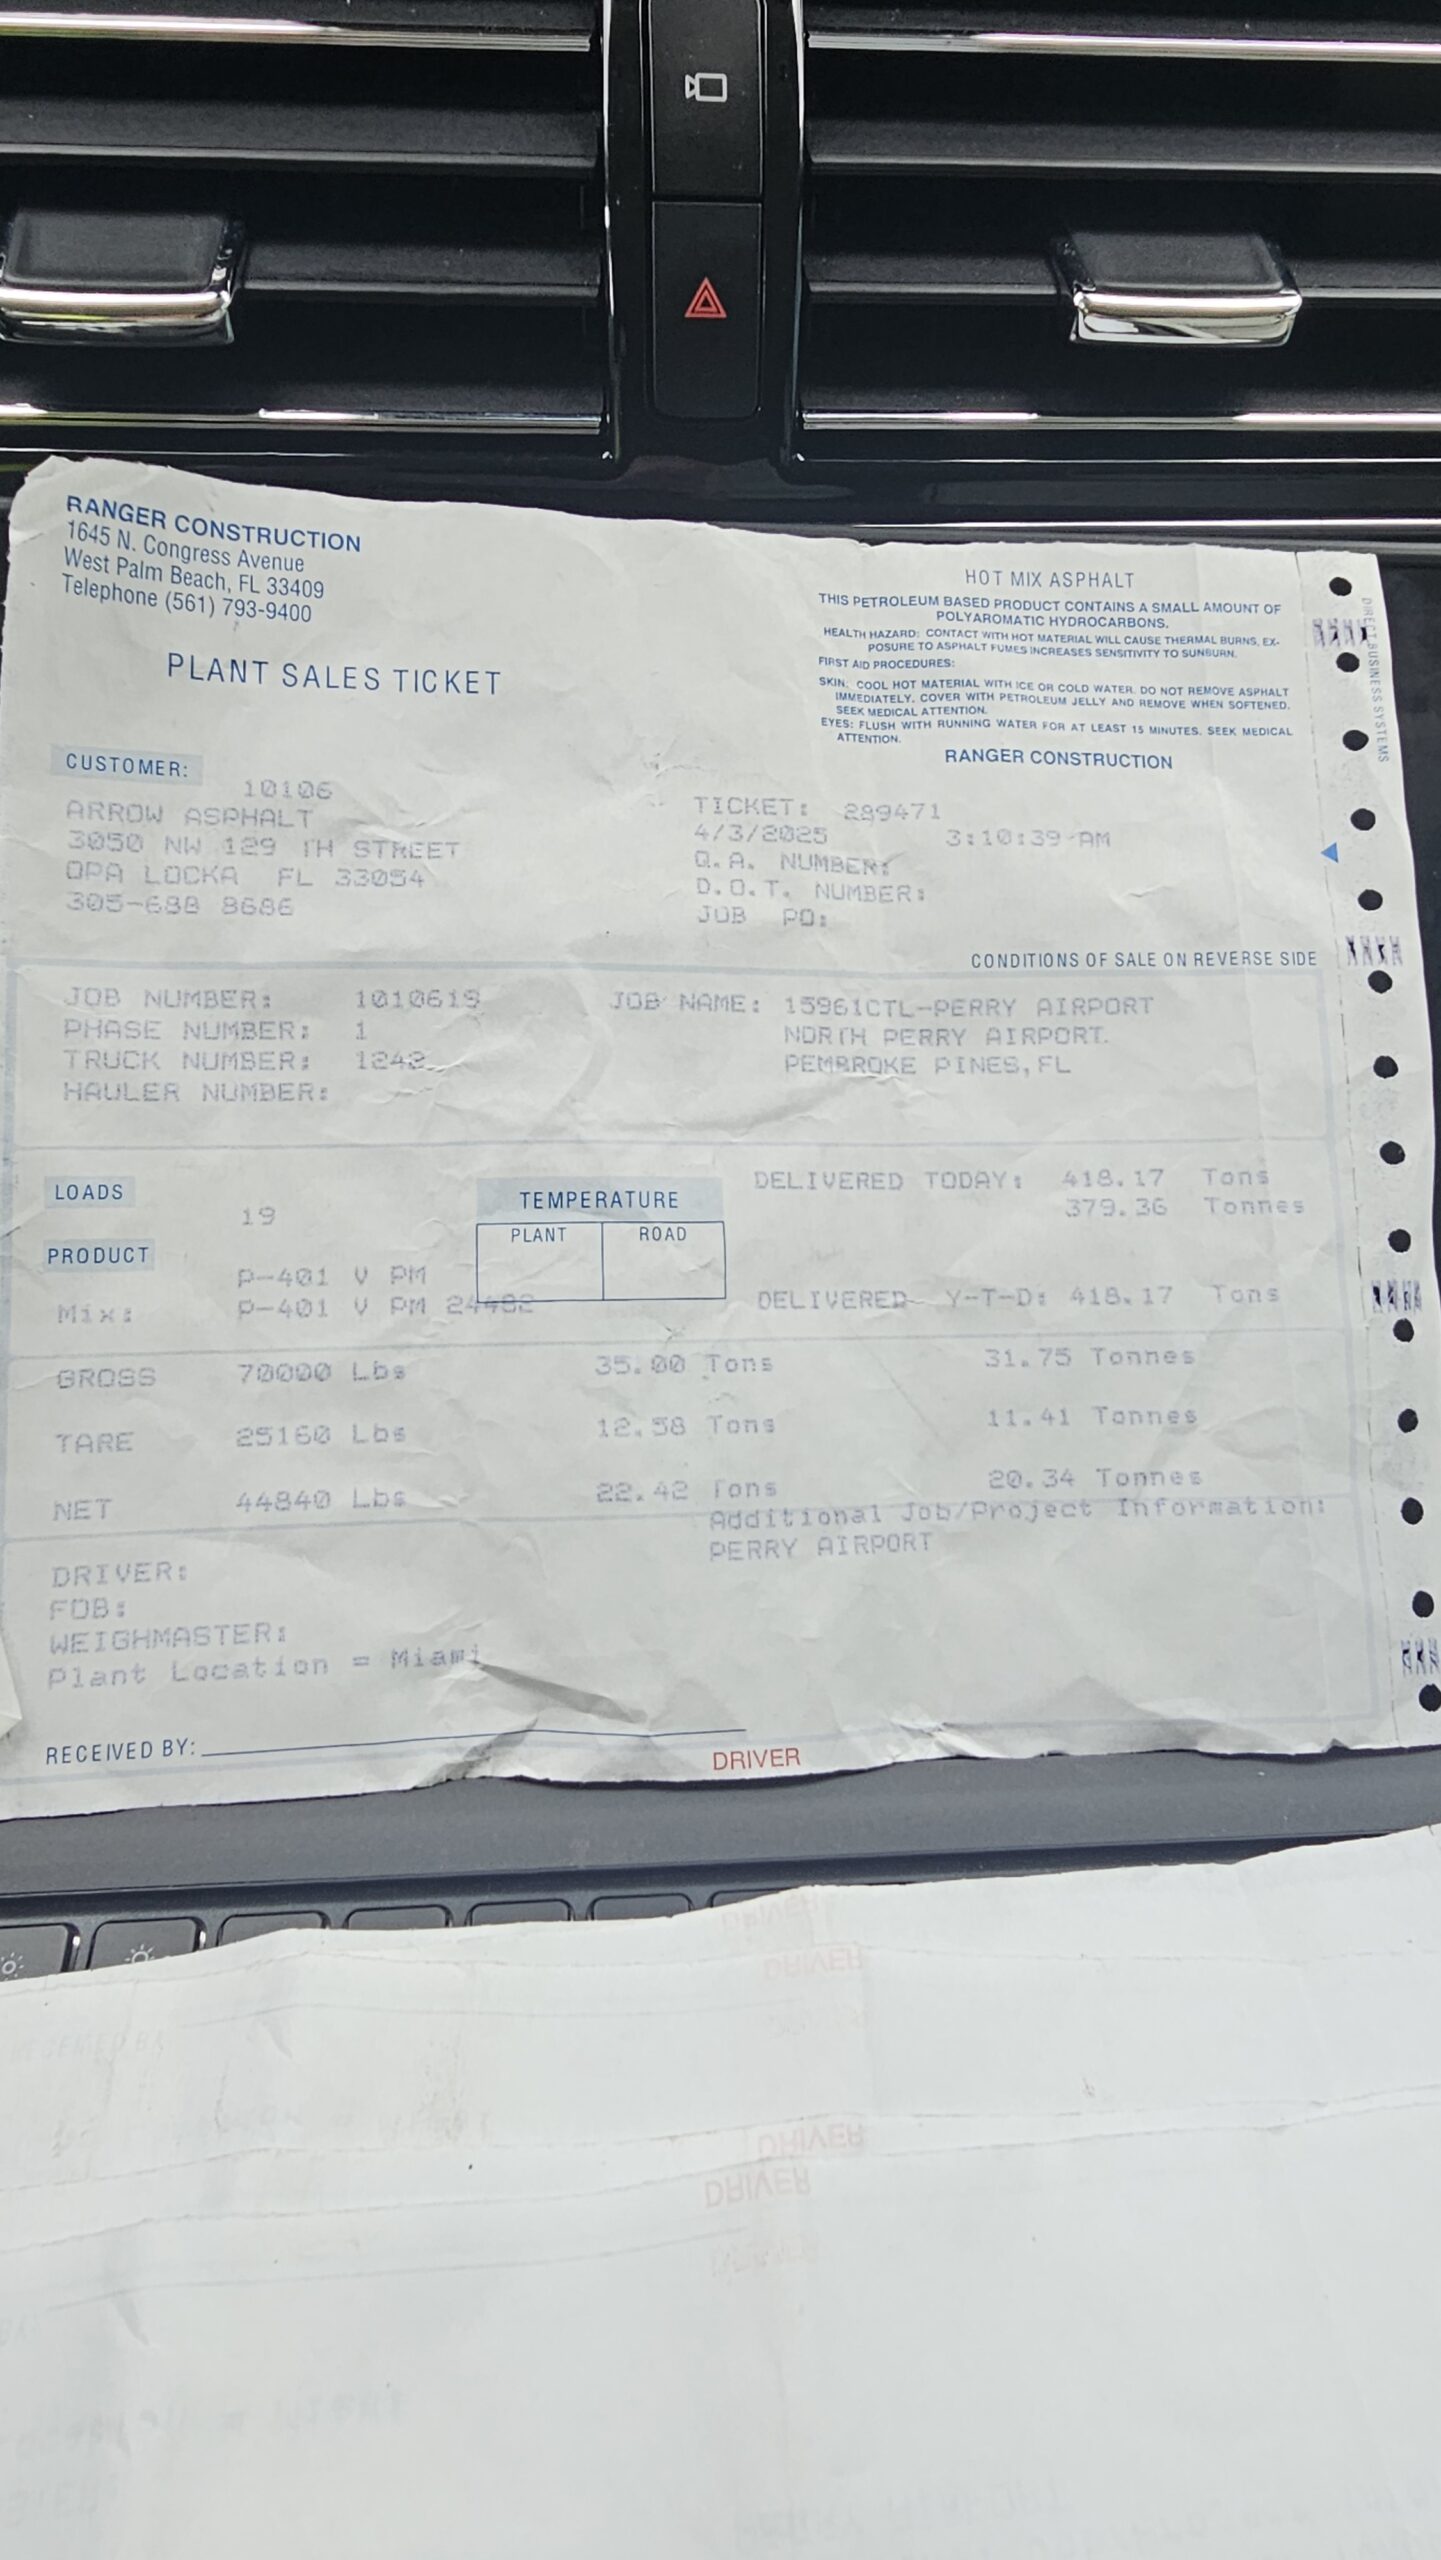 RANGER CONSTRUCTION
1645 N. Congress Avenue
West Palm Beach, FL 33409
Telephone (561) 793-9400
PLANT SALES TICKET
HOT MIX ASPHALT
THIS PETROLEUM BASED PRODUCT CONTAINS A SMALL AMOUNT OF
POLYAROMATIC HYDROCARBONS.
HEALTH HAZARD: CONTACT WITH HOT MATERIAL WILL CAUSE THERMAL BURNS, EX-
POSURE TO ASPHALT FUMES INCREASES SENSITIVITY TO SUNBURN.
FIRST AID PROCEDURES:
SKIN: COOL HOT MATERIAL WITH ICE OR COLD WATER. DO NOT REMOVE ASPHALT
IMMEDIATELY. COVER WITH PETROLEUM JELLY AND REMOVE WHEN SOFTENED.
SEEK MEDICAL ATTENTION.
EYES: FLUSH WITH RUNNING WATER FOR AT LEAST 15 MINUTES. SEEK MEDICAL
ATTENTION.
RANGER CONSTRUCTION
DIRECT BUSINESS SYSTEMS
CUSTOMER:
10106
ARROW ASPHALT
3050 NW 129 TH STREET
OPA LOCKA FL 33054
305-688 8686
TICKET: 289471
4/3/2025 3:10:39 AM
Q.A. NUMBER:
D.O.T. NUMBER:
JOB PO:
CONDITIONS OF SALE ON REVERSE SIDE
JOB NUMBER: 1010619
PHASE NUMBER: 1
TRUCK NUMBER: 1242
HAULER NUMBER:
JOB NAME: 15961CTL-PERRY AIRPORT
NORTH PERRY AIRPORT.
PEMBROKE PINES, FL
LOADS
19
PRODUCT
P-401 V PM
Mix: P-401 V PM 24482
TEMPERATURE
PLANT ROAD
DELIVERED TODAY: 418.17 Tons
379.36 Tonnes
DELIVERED Y-T-D: 418.17 Tons
GROSS 70000 Lbs 35.00 Tons 31.75 Tonnes
TARE 25160 Lbs 12.58 Tons 11.41 Tonnes
NET 44840 Lbs 22.42 Tons 20.34 Tonnes
Additional Job/Project Information:
PERRY AIRPORT
DRIVER:
FOB:
WEIGHMASTER:
Plant Location = Miami
RECEIVED BY:
DRIVER
DRIVER
DRIVER
DRIVER
DRIVER